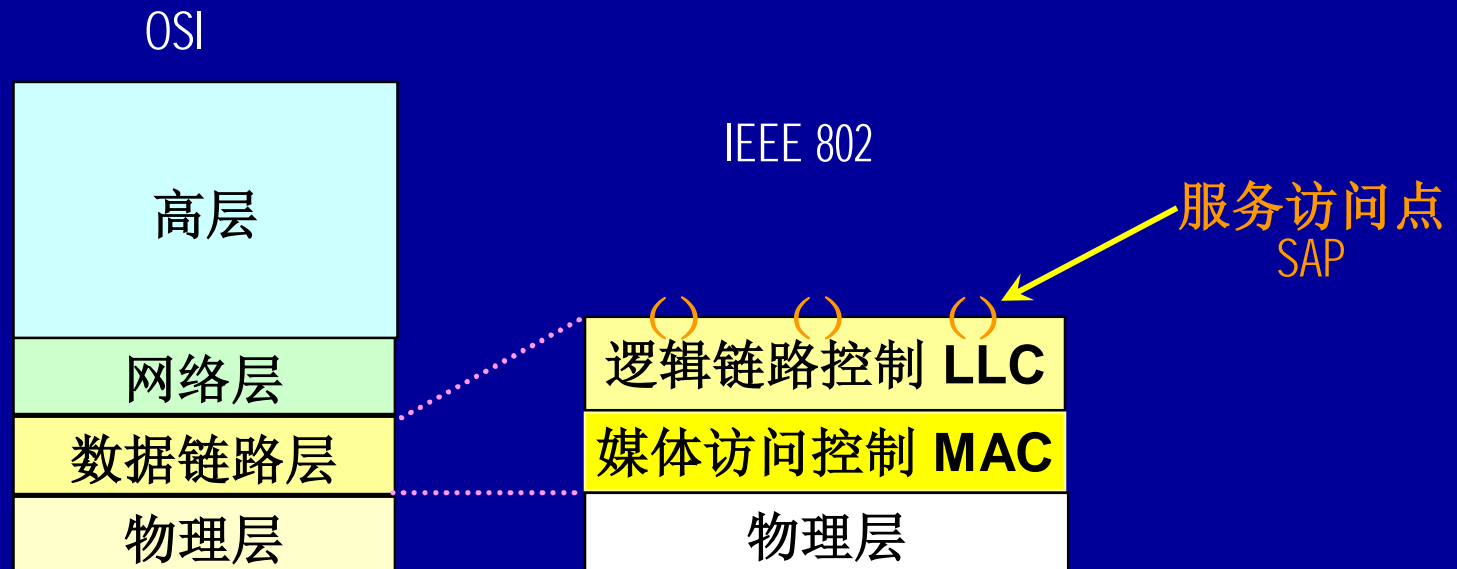 OSI
高层
网络层
数据链路层
物理层
IEEE 802
服务访问点
SAP
( ) ( ) ( )
逻辑链路控制 LLC
媒体访问控制 MAC
物理层